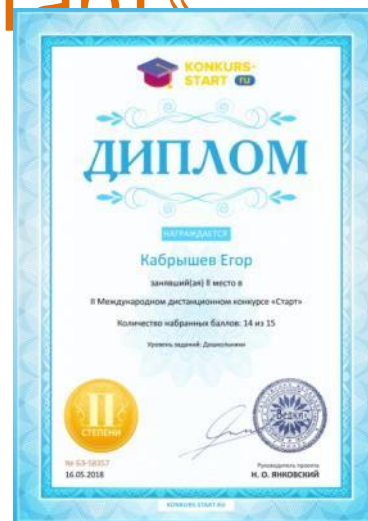 KONKURS-
START ru
ДИПЛОМ
НАГРАЖДАЕТСЯ
Кабрышев Егор
занявший(ая) II место в
II Международном дистанционном конкурсе «Старт»
Количество набранных баллов: 14 из 15
Уровень заданий: Дошкольники
II
СТЕПЕНИ
№ БЭ-58357
16.05.2018
Руководитель проекта
Н. О. ЯНКОВСКИЙ
KONKURS-START.RU